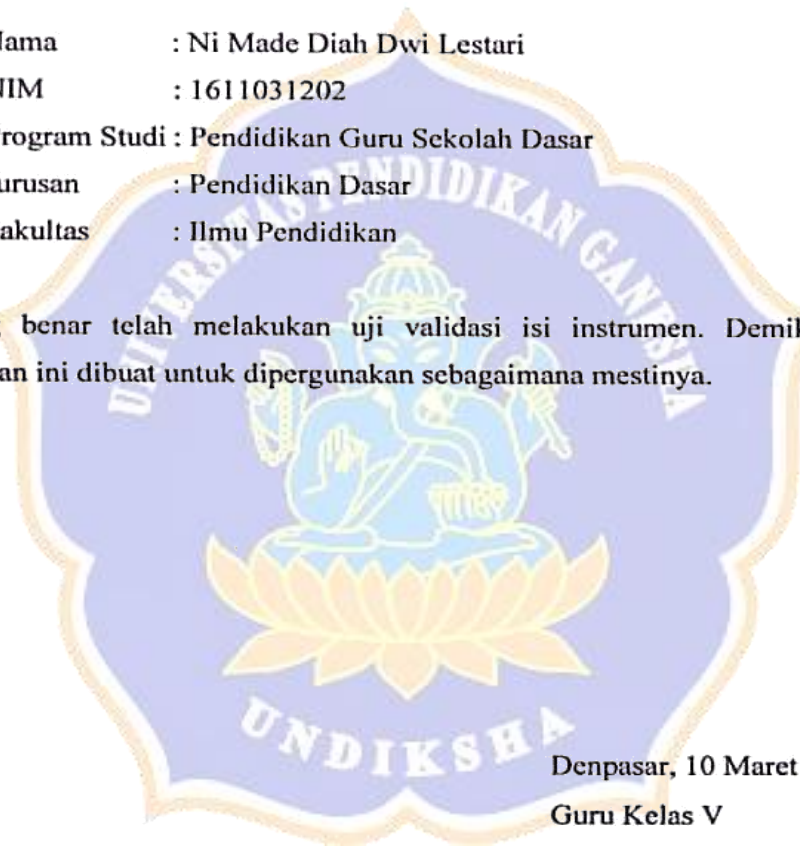 Nama : Ni Made Diah Dwi Lestari
NIM : 1611031202
Program Studi : Pendidikan Guru Sekolah Dasar
Jurusan : Pendidikan Dasar
Fakultas : Ilmu Pendidikan
UNIVERSITAS PENDIDIKAN GANESHA
benar telah melakukan uji validasi isi instrumen.
an ini dibuat untuk dipergunakan sebagaimana mestinya.
UNDIKSHA
Denpasar, 10 Maret
Guru Kelas V